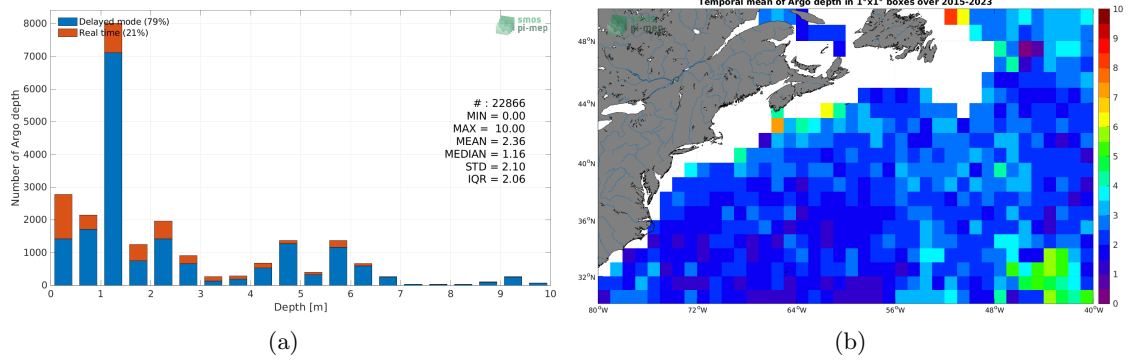 Delayed mode (79%)
Real time (21%)
smos
pi-mep
# : 22866
MIN = 0.00
MAX = 10.00
MEAN = 2.36
MEDIAN = 1.16
STD = 2.10
IQR = 2.06
Number of Argo depth
8000
7000
6000
5000
4000
3000
2000
1000
0
0 1 2 3 4 5 6 7 8 9 10
Depth [m]
(a)
Temporal mean of Argo depth in 1°x1° boxes over 2015-2023
smos
pi-mep
48°N
44°N
40°N
36°N
32°N
80°W 72°W 64°W 56°W 48°W 40°W
10
9
8
7
6
5
4
3
2
1
0
(b)